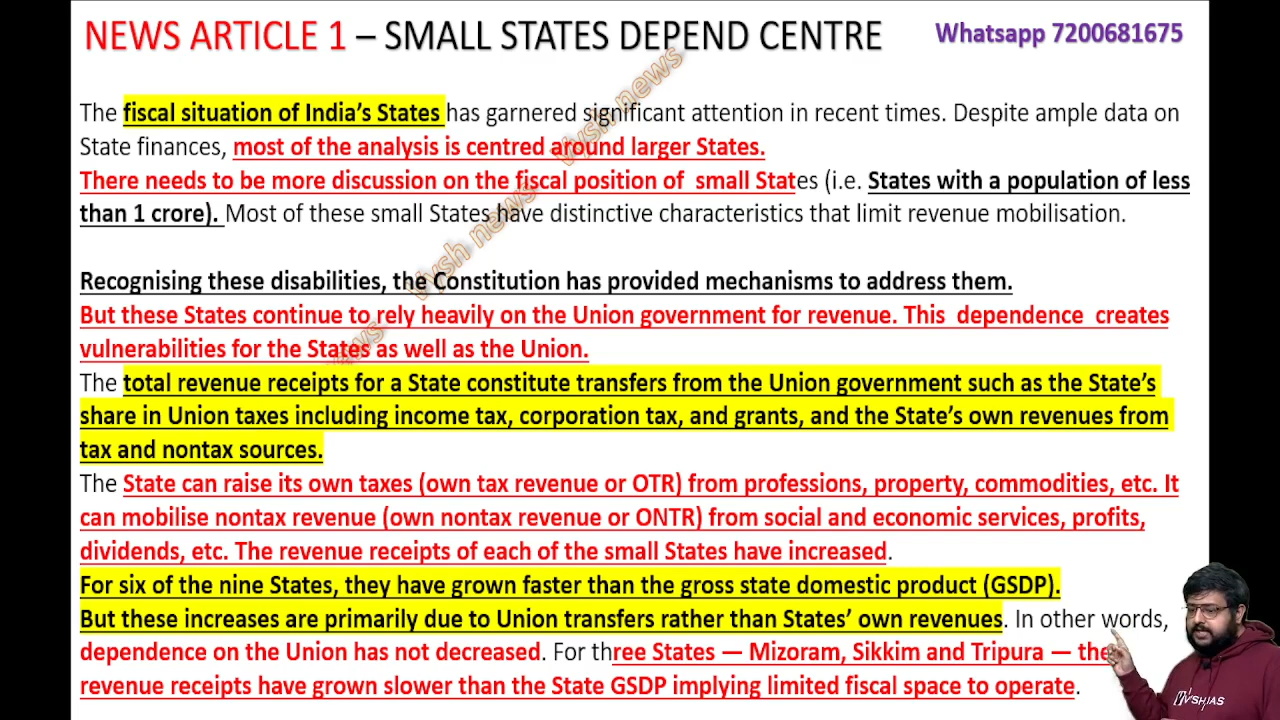 NEWS ARTICLE 1 – SMALL STATES DEPEND CENTRE
Whatsapp 7200681675
The fiscal situation of India's States has garnered significant attention in recent times. Despite ample data on
State finances, most of the analysis is centred around larger States.
There needs to be more discussion on the fiscal position of small States (i.e. States with a population of less
than 1 crore). Most of these small States have distinctive characteristics that limit revenue mobilisation.
Recognising these disabilities, the Constitution has provided mechanisms to address them.
But these States continue to rely heavily on the Union government for revenue. This dependence creates
vulnerabilities for the States as well as the Union.
The total revenue receipts for a State constitute transfers from the Union government such as the State's
share in Union taxes including income tax, corporation tax, and grants, and the State's own revenues from
tax and nontax sources.
The State can raise its own taxes (own tax revenue or OTR) from professions, property, commodities, etc. It
can mobilise nontax revenue (own nontax revenue or ONTR) from social and economic services, profits,
dividends, etc. The revenue receipts of each of the small States have increased.
For six of the nine States, they have grown faster than the gross state domestic product (GSDP).
But these increases are primarily due to Union transfers rather than States' own revenues. In other words,
dependence on the Union has not decreased. For three States — Mizoram, Sikkim and Tripura —
revenue receipts have grown slower than the State GSDP implying limited fiscal space to operate.
Vysh news
Vysh news
news